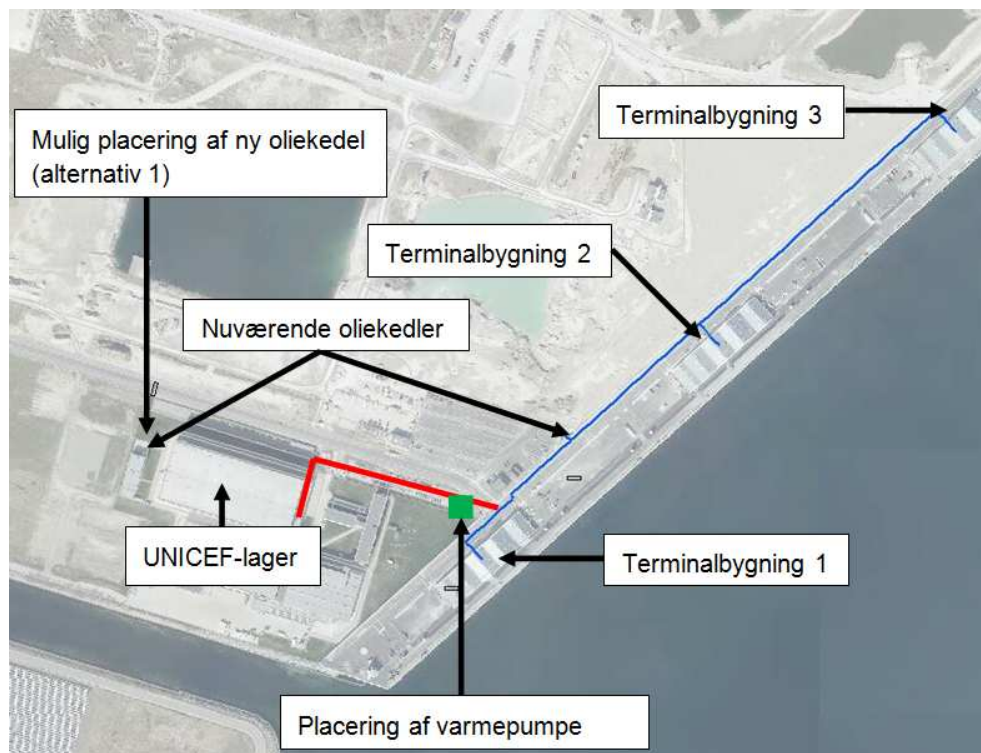 Terminalbygning 3
Mulig placering af ny oliekedel
(alternativ 1)
Terminalbygning 2
Nuværende oliekedler
UNICEF-lager
Terminalbygning 1
Placering af varmepumpe